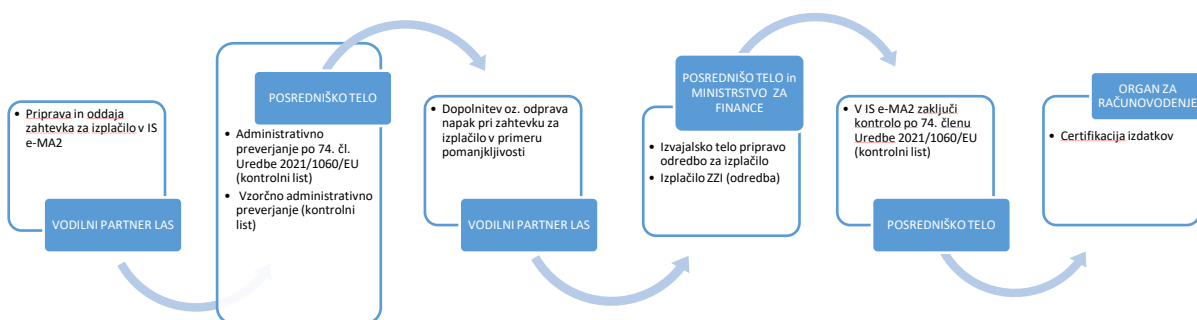 • Priprava in oddaja
zahtevka za izplačilo v IS
e-MA2
VODILNI PARTNER LAS
POSREDNIŠKO TELO
• Administrativno
preverjanje po 74. čl.
Uredbe 2021/1060/EU
(kontrolni list)
• Vzorčno administrativno
preverjanje (kontrolni
list)
• Dopolnitev oz. odprava
napak pri zahtevku za
izplačilo v primeru
pomanjkljivosti
VODILNI PARTNER LAS
POSREDNIŠO TELO in
MINISTRSTVO ZA
FINANCE
• Izvajalsko telo pripravo
odredbo za izplačilo
• Izplačilo ZZI (odredba)
• V IS e-MA2 zaključi
kontrolo po 74. členu
Uredbe 2021/1060/EU
(kontrolni list)
POSREDNIŠKO TELO
ORGAN ZA
RAČUNOVODENJE
• Certifikacija izdatkov